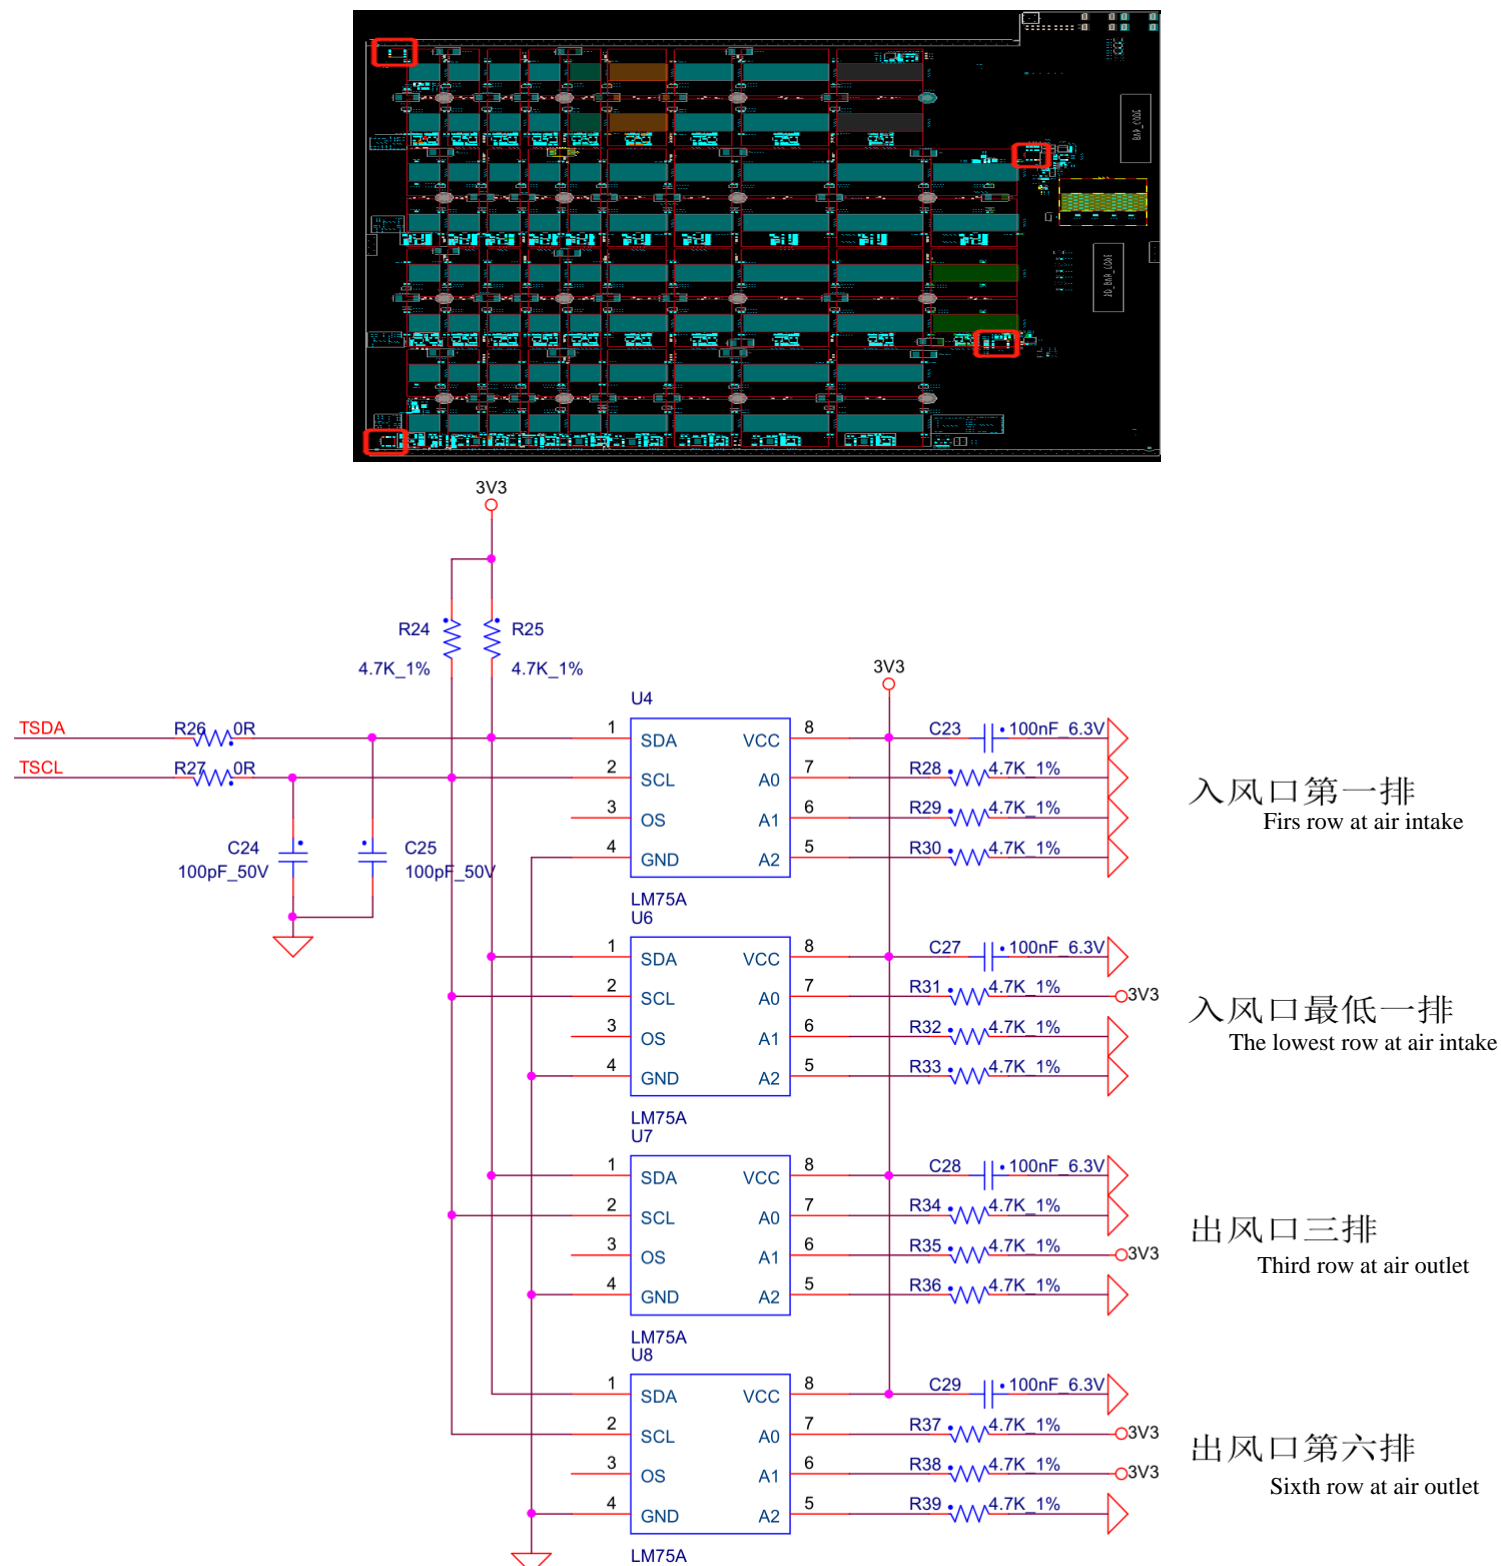 BAR_CODE
2D_BAR_CODE
3V3
R24
R25
4.7K_1%
4.7K_1%
3V3
U4
TSDA
R26
0R
1
SDA
VCC
8
C23
100nF_6.3V
TSCL
R27
0R
2
SCL
A0
7
R28
4.7K_1%
入风口第一排
Firs row at air intake
3
OS
A1
6
R29
4.7K_1%
C24
C25
4
GND
A2
5
R30
4.7K_1%
100pF_50V
100pF_50V
LM75A
U6
1
SDA
VCC
8
C27
100nF_6.3V
2
SCL
A0
7
R31
4.7K_1%
3V3
入风口最低一排
The lowest row at air intake
3
OS
A1
6
R32
4.7K_1%
4
GND
A2
5
R33
4.7K_1%
LM75A
U7
1
SDA
VCC
8
C28
100nF_6.3V
2
SCL
A0
7
R34
4.7K_1%
出风口三排
Third row at air outlet
3
OS
A1
6
R35
4.7K_1%
3V3
4
GND
A2
5
R36
4.7K_1%
LM75A
U8
1
SDA
VCC
8
C29
100nF_6.3V
2
SCL
A0
7
R37
4.7K_1%
3V3
出风口第六排
Sixth row at air outlet
3
OS
A1
6
R38
4.7K_1%
3V3
4
GND
A2
5
R39
4.7K_1%
LM75A